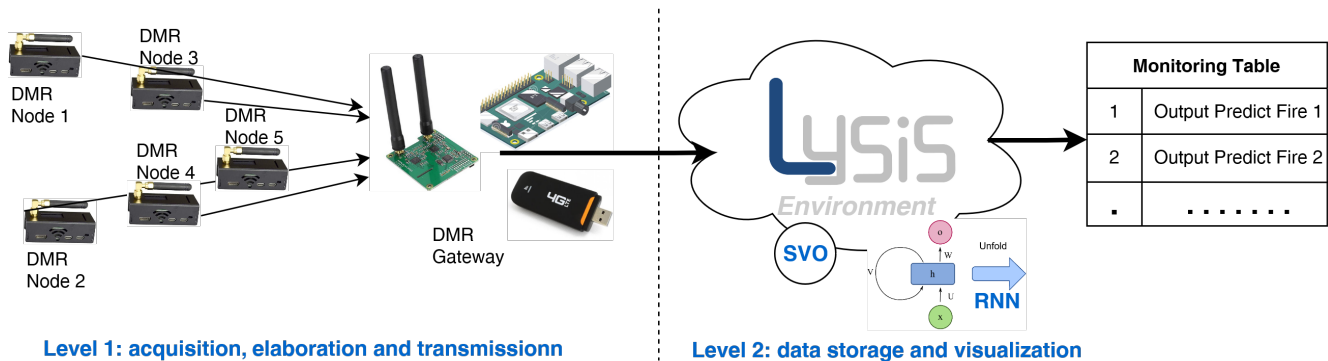 DMR
Node 1
DMR
Node 3
DMR
Node 5
DMR
Node 4
DMR
Node 2
4G LTE
DMR
Gateway
Level 1: acquisition, elaboration and transmissionn
Lysis
Environment
SVO
o
W
V
h
U
x
Unfold
RNN
Level 2: data storage and visualization
Monitoring Table
1 Output Predict Fire 1
2 Output Predict Fire 2
. . . . . . . .